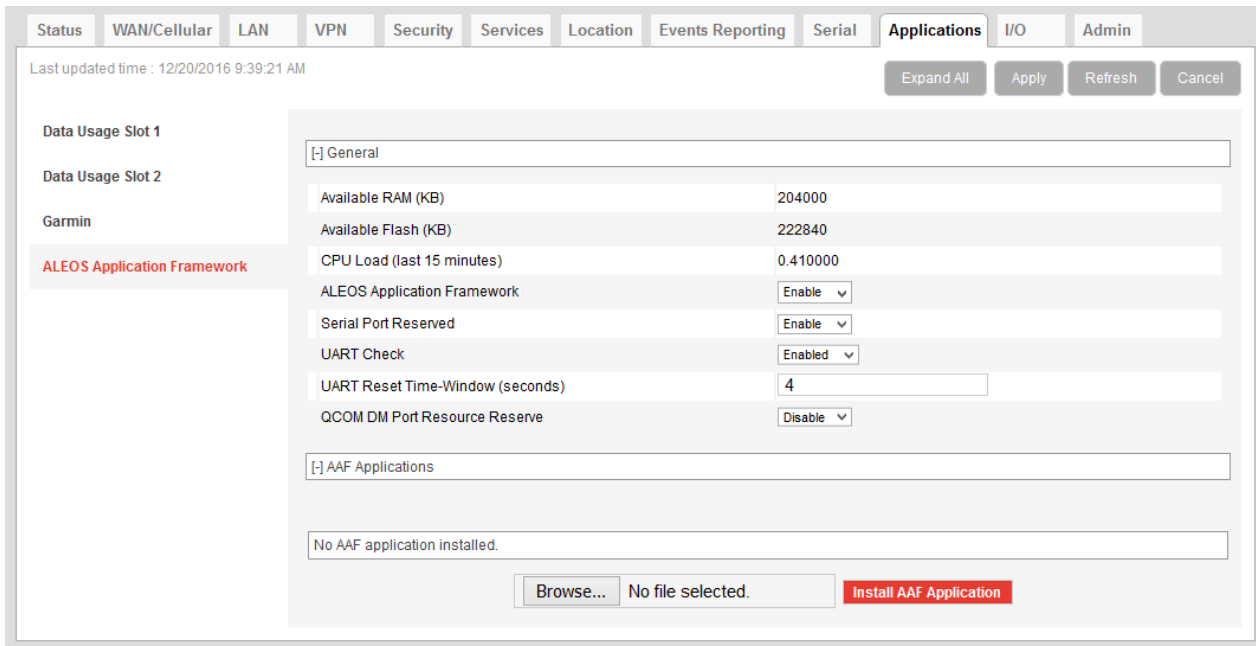 Status WAN/Cellular LAN VPN Security Services Location Events Reporting Serial Applications I/O Admin
Last updated time : 12/20/2016 9:39:21 AM
Expand All Apply Refresh Cancel
Data Usage Slot 1
Data Usage Slot 2
Garmin
ALEOS Application Framework
[-] General
Available RAM (KB) 204000
Available Flash (KB) 222840
CPU Load (last 15 minutes) 0.410000
ALEOS Application Framework Enable
Serial Port Reserved Enable
UART Check Enabled
UART Reset Time-Window (seconds) 4
QCOM DM Port Resource Reserve Disable
[-] AAF Applications
No AAF application installed.
Browse... No file selected. Install AAF Application